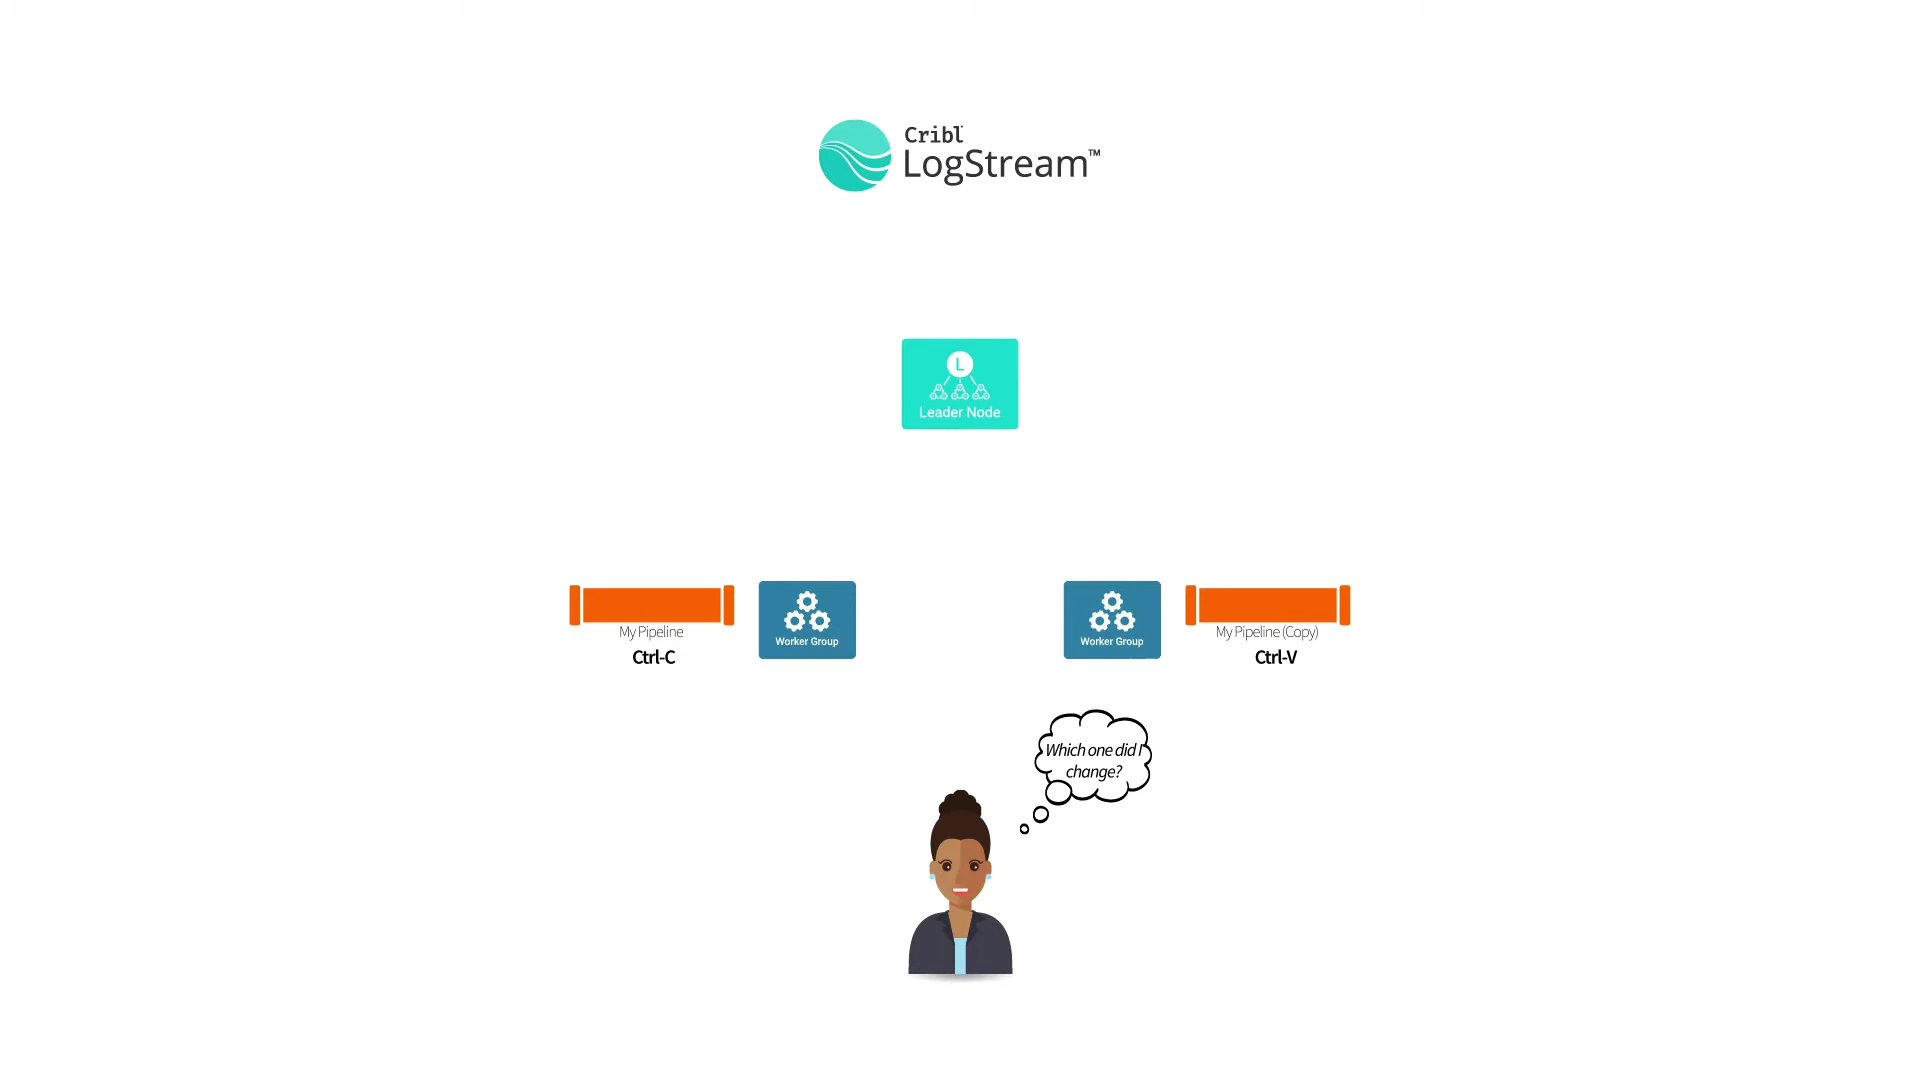 Cribl
LogStream™
L
Leader Node
My Pipeline
Ctrl-C
Worker Group
Worker Group
My Pipeline (Copy)
Ctrl-V
Which one did I
change?